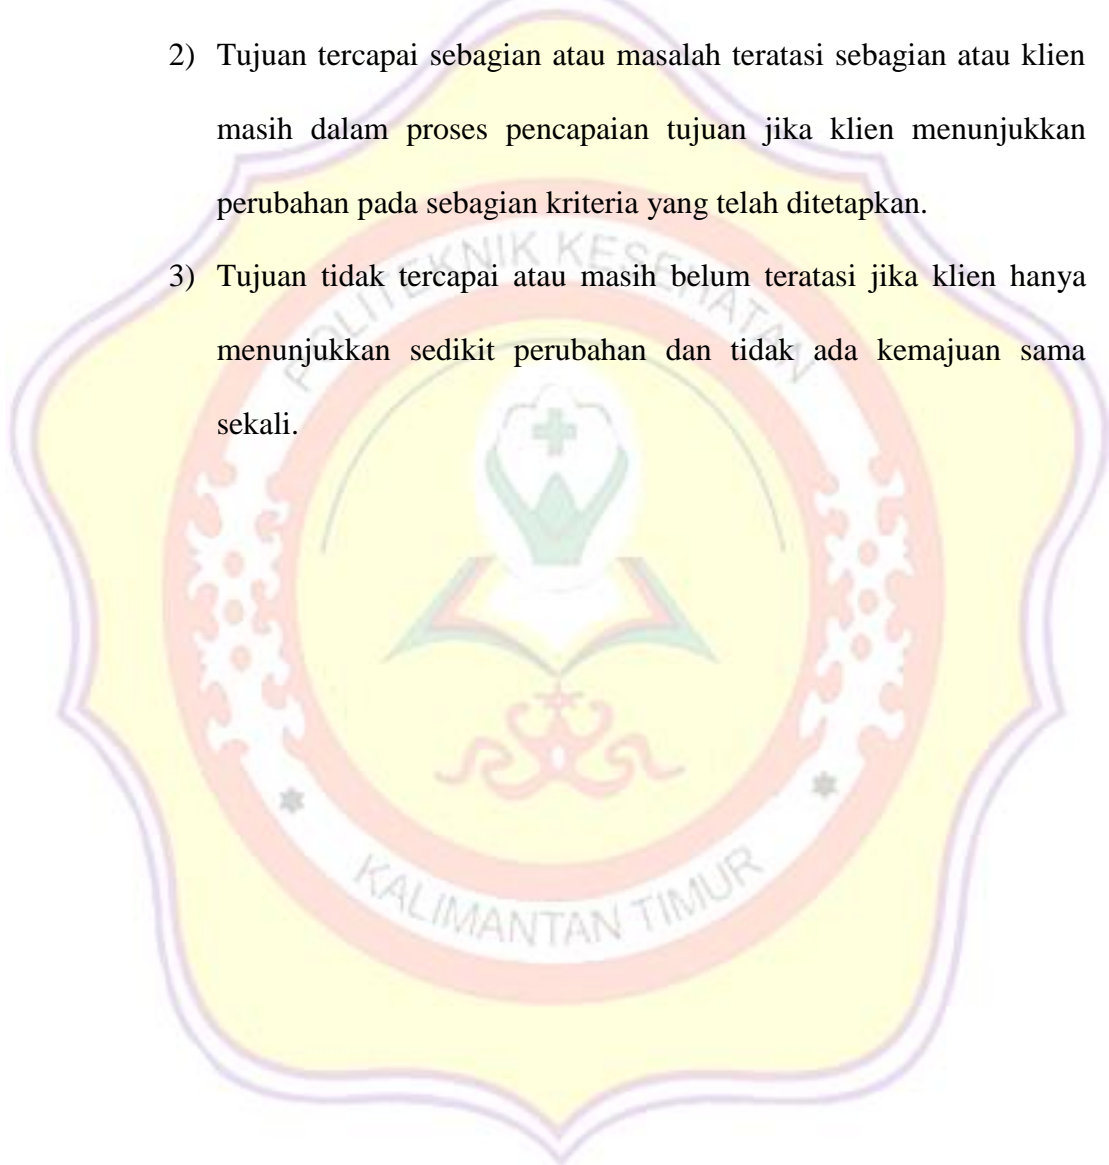 2) Tujuan tercapai sebagian atau masalah teratasi sebagian atau klien
masih dalam proses pencapaian tujuan jika klien menunjukkan
perubahan pada sebagian kriteria yang telah ditetapkan.
3) Tujuan tidak tercapai atau masih belum teratasi jika klien hanya
menunjukkan sedikit perubahan dan tidak ada kemajuan sama
sekali.
POLITEKNIK KESEHATAN
KALIMANTAN TIMUR